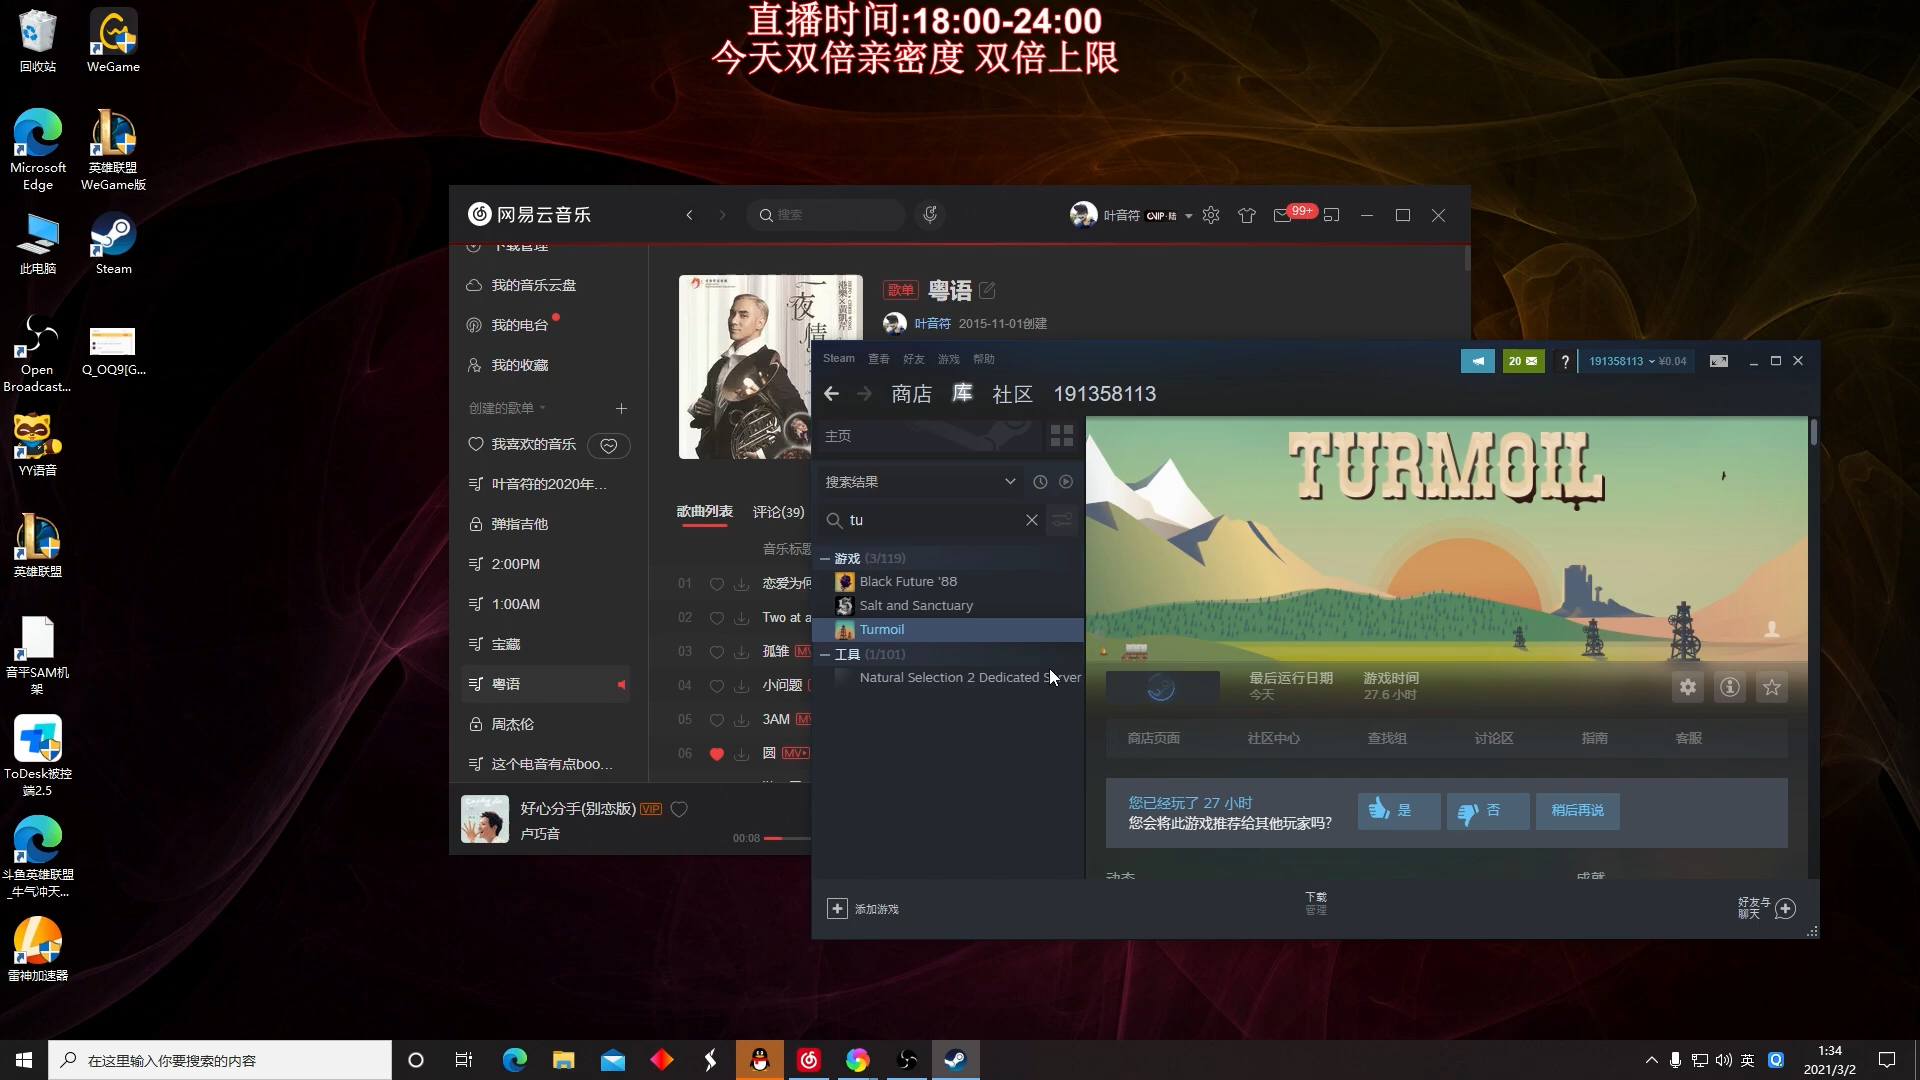 直播时间:18:00-24:00
今天双倍亲密度 双倍上限
回收站
WeGame
Microsoft
Edge
英雄联盟
WeGame版
此电脑
Steam
Open
Broadcast...
Q_OQ9[G...
YY语音
英雄联盟
音平SAM机
架
ToDesk被控
端2.5
斗鱼英雄联盟
_牛气冲天...
雷神加速器
网易云音乐
搜索
叶音符
99+
下载管理
我的音乐云盘
我的电台
我的收藏
创建的歌单
我喜欢的音乐
叶音符的2020年...
弹指吉他
2:00PM
1:00AM
宝藏
粤语
周杰伦
这个电音有点boo...
一夜
情
歌单
粤语
叶音符 2015-11-01创建
歌曲列表
评论(39)
音乐标题
01 恋爱为何
02 Two at a
03 孤雏
04 小问题
05 3AM
06 圆 MV
好心分手(别恋版) VIP
卢巧音
00:08
Steam 查看 好友 游戏 帮助
20
?
191358113 ¥0.04
商店 库 社区 191358113
主页
搜索结果
tu
游戏 (3/119)
Black Future '88
Salt and Sanctuary
Turmoil
工具 (1/101)
Natural Selection 2 Dedicated Server
TURMOIL
最后运行日期
今天
游戏时间
27.6 小时
商店页面 社区中心 查找组 讨论区 指南 客服
您已经玩了 27 小时
您会将此游戏推荐给其他玩家吗?
是
否
稍后再说
动态
成就
添加游戏
下载
管理
好友与
聊天
在这里输入你要搜索的内容
英
1:34
2021/3/2